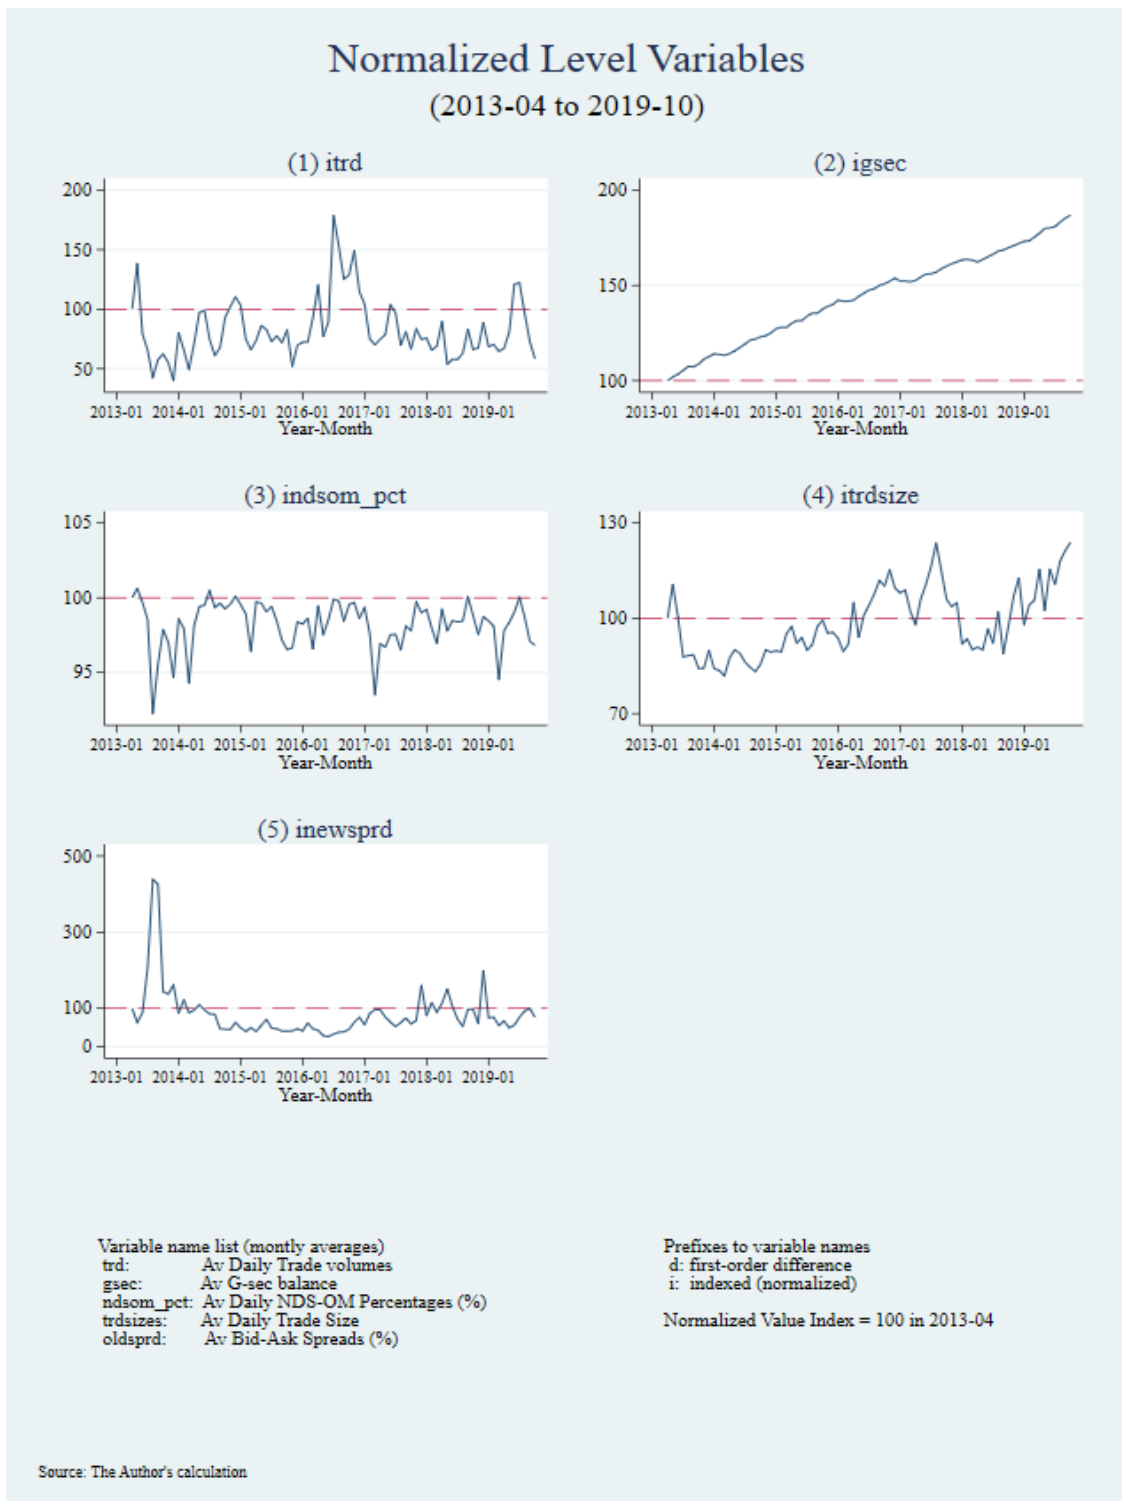 Normalized Level Variables
(2013-04 to 2019-10)
(1) itrd
200
150
100
50
2013-01 2014-01 2015-01 2016-01 2017-01 2018-01 2019-01
Year-Month
(2) igsec
200
150
100
2013-01 2014-01 2015-01 2016-01 2017-01 2018-01 2019-01
Year-Month
(3) indsom_pct
105
100
95
2013-01 2014-01 2015-01 2016-01 2017-01 2018-01 2019-01
Year-Month
(4) itrdsize
130
100
70
2013-01 2014-01 2015-01 2016-01 2017-01 2018-01 2019-01
Year-Month
(5) inewsprd
500
300
100
0
2013-01 2014-01 2015-01 2016-01 2017-01 2018-01 2019-01
Year-Month
Variable name list (montly averages)
trd: Av Daily Trade volumes
gsec: Av G-sec balance
ndsom_pct: Av Daily NDS-OM Percentages (%)
trdsizes: Av Daily Trade Size
oldsprd: Av Bid-Ask Spreads (%)
Prefixes to variable names
d: first-order difference
i: indexed (normalized)
Normalized Value Index = 100 in 2013-04
Source: The Author's calculation